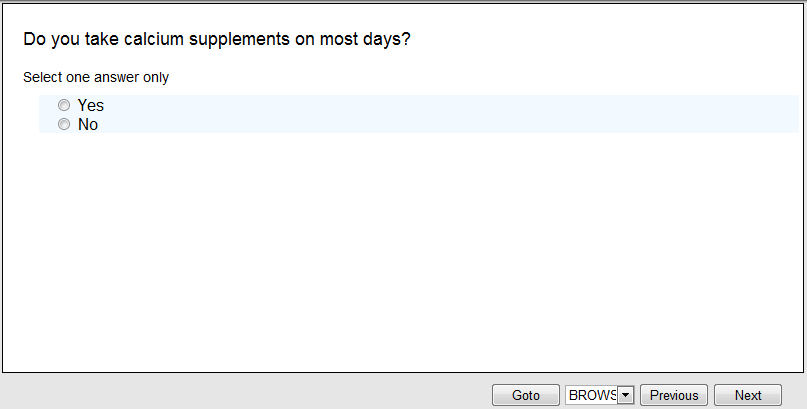 Do you take calcium supplements on most days?
Select one answer only
Yes
No
Goto BROWS Previous Next